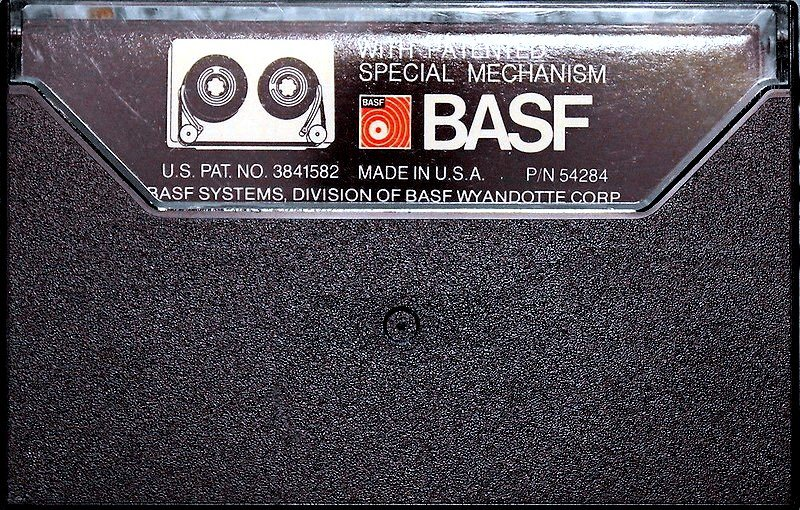 WITH PATENTED
SPECIAL MECHANISM
BASF
BASF
U.S. PAT. NO. 3841582 MADE IN U.S.A. P/N 54284
BASF SYSTEMS, DIVISION OF BASF WYANDOTTE CORP